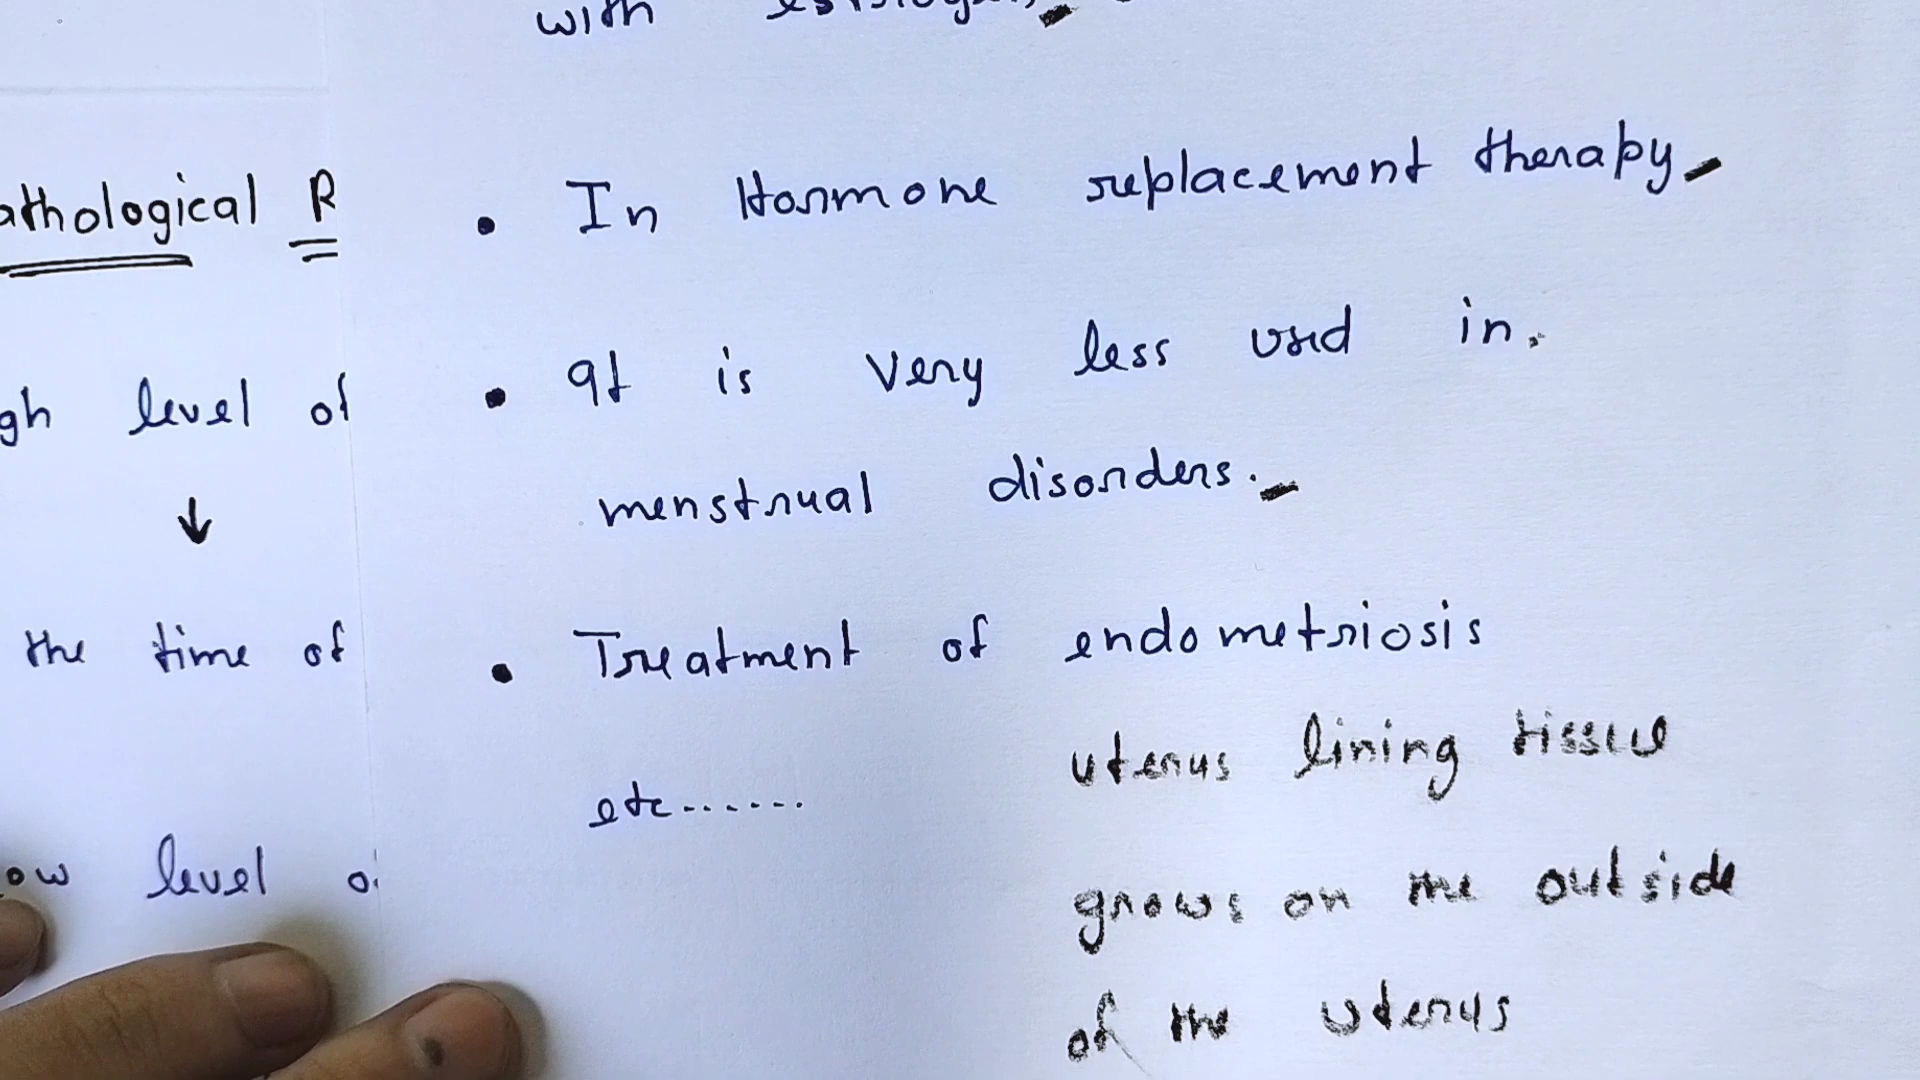 with
• In Hormone replacement therapy
• It is very less used in
menstrual disorders.
• Treatment of endometriosis
etc.......
uterus lining tissue
grows on the outside
of the uterus
athological R
gh level of
↓
the time of
ow level o